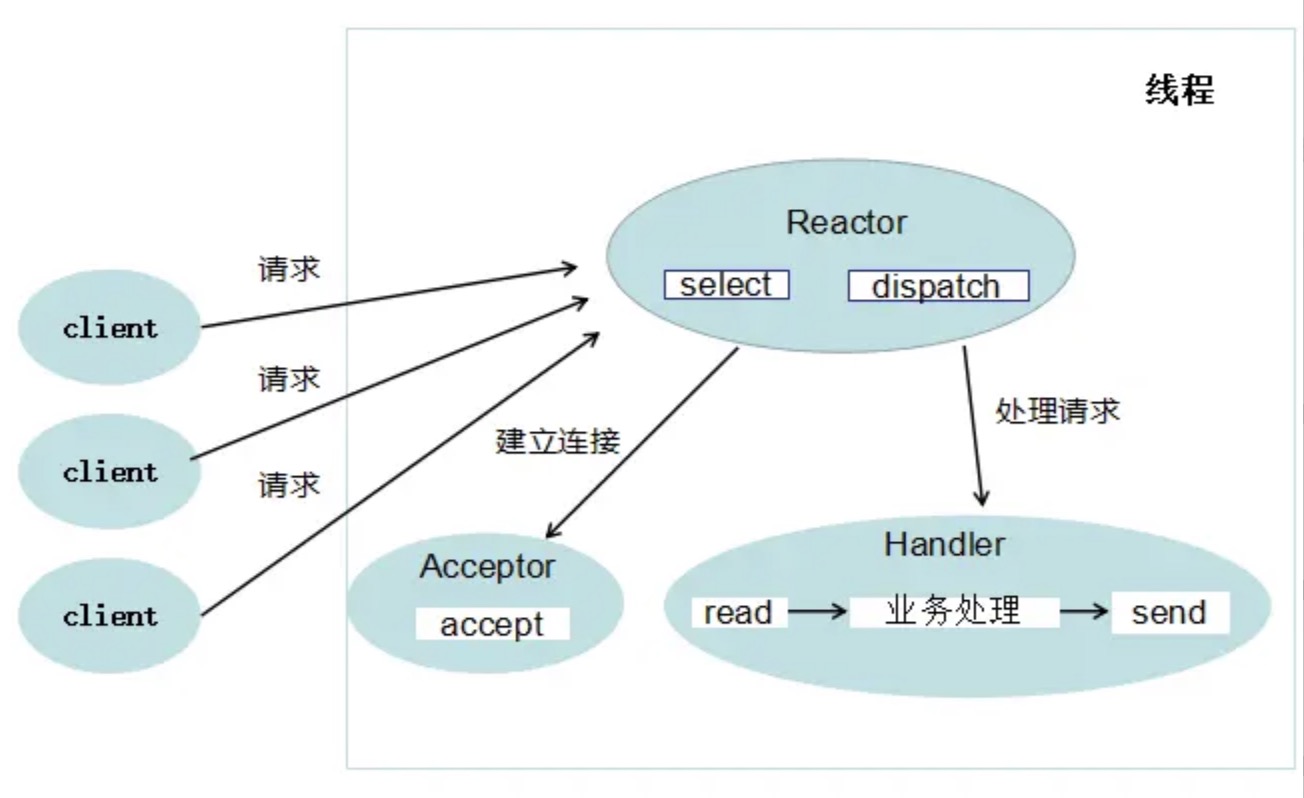 线程
Reactor
select
dispatch
请求
client
请求
处理请求
建立连接
client
请求
Handler
Acceptor
read
业务处理
send
client
accept